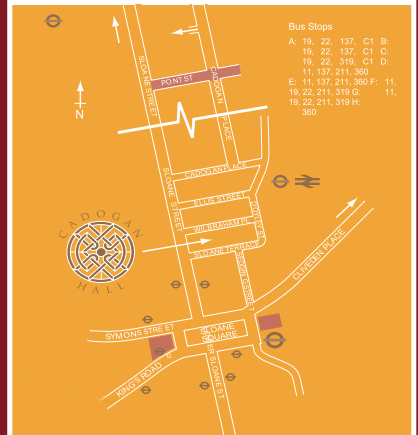 Bus Stops
A: 19, 22, 137, C1 B:
19, 22, 137, C1 C:
19, 22, 319, C1 D:
11, 137, 211, 360
E: 11, 137, 211, 360 F: 11,
19, 22, 211, 319 G: 11,
19, 22, 211, 319 H:
360
SLOANE STREET
PONT ST
CADOGAN PLACE
N
CADOGAN PLACE
SLOANE STREET
ELLIS STREET
WILBRAHAM PL
SLOANE TERRACE
CADOGAN
HALL
SEDDING STREET
CLIVEDEN PLACE
SYMONS STREET
SLOANE
SQUARE
KING'S ROAD
LOWER SLOANE ST